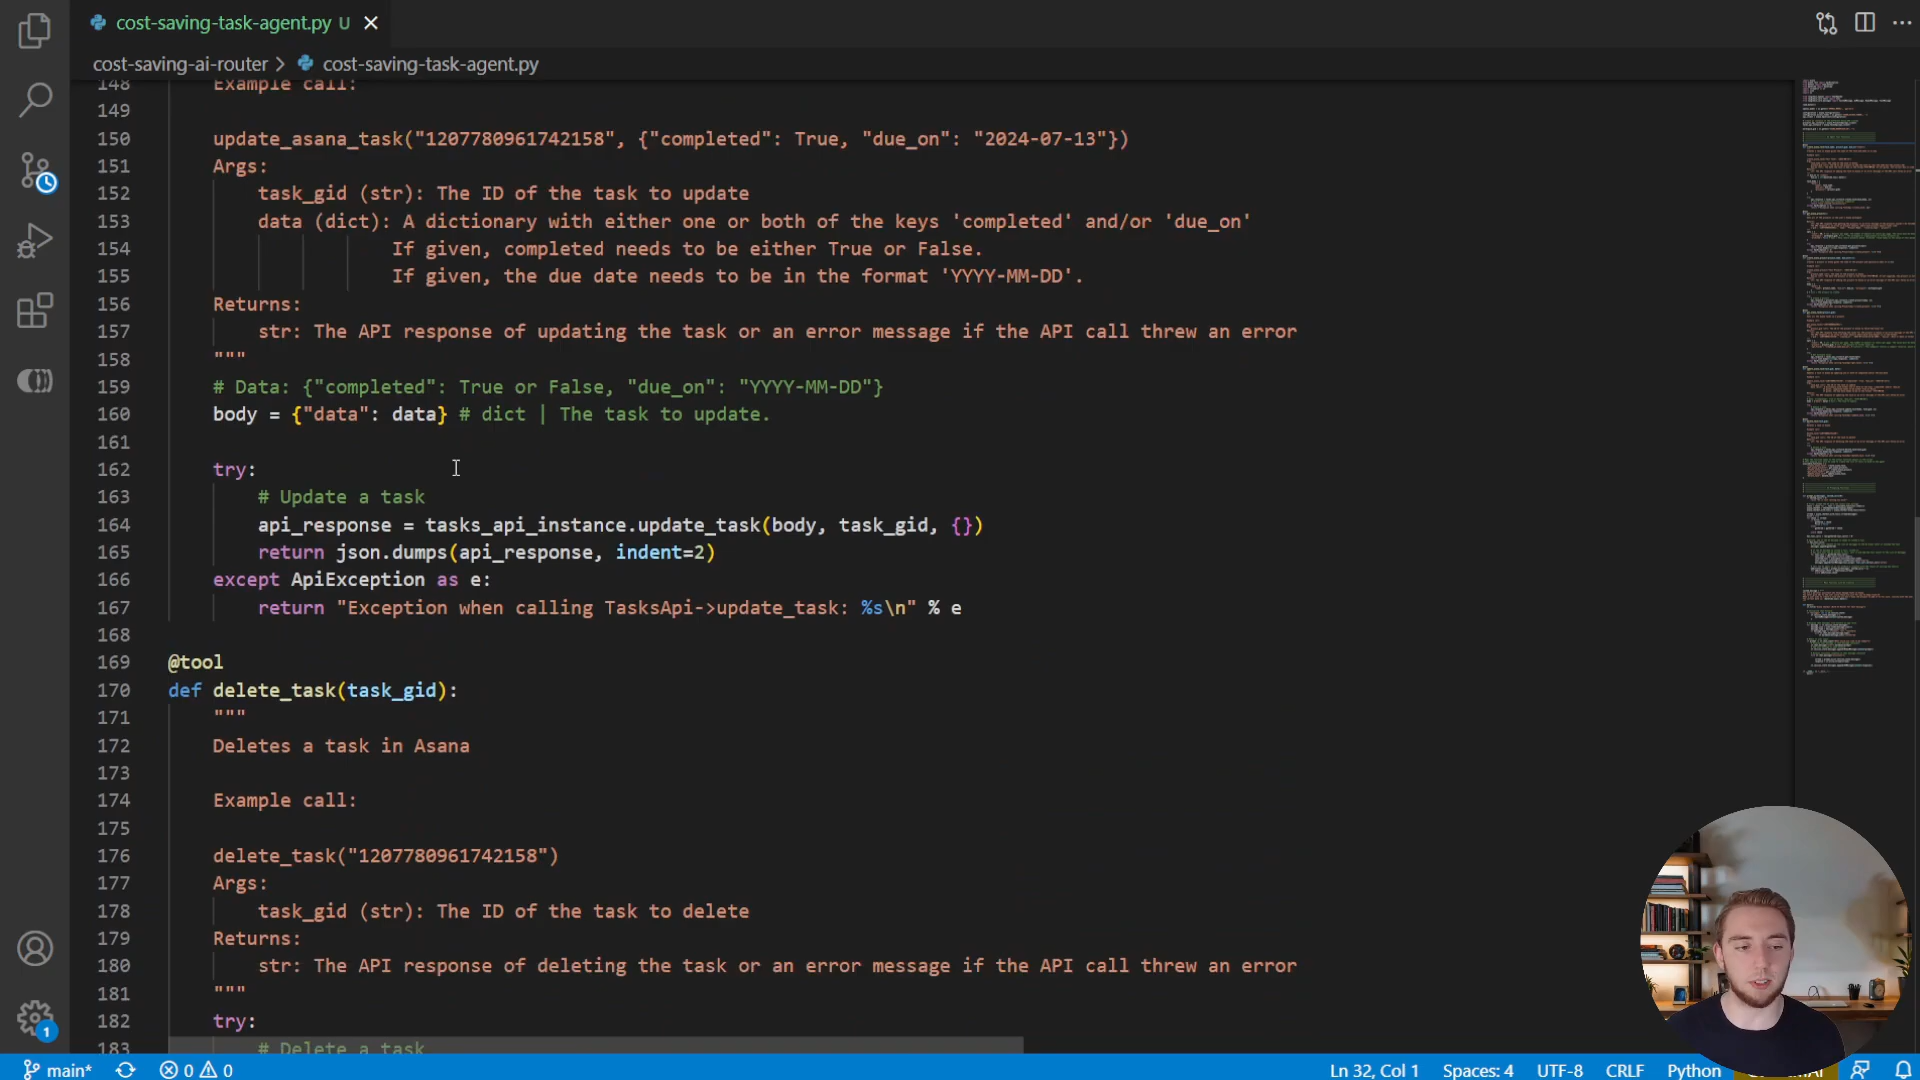 cost-saving-task-agent.py U
cost-saving-ai-router > cost-saving-task-agent.py
148 Example call:
149
150 update_asana_task("1207780961742158", {"completed": True, "due_on": "2024-07-13"})
151 Args:
152 task_gid (str): The ID of the task to update
153 data (dict): A dictionary with either one or both of the keys 'completed' and/or 'due_on'
154 If given, completed needs to be either True or False.
155 If given, the due date needs to be in the format 'YYYY-MM-DD'.
156 Returns:
157 str: The API response of updating the task or an error message if the API call threw an error
158 """
159 # Data: {"completed": True or False, "due_on": "YYYY-MM-DD"}
160 body = {"data": data} # dict | The task to update.
161
162 try:
163 # Update a task
164 api_response = tasks_api_instance.update_task(body, task_gid, {})
165 return json.dumps(api_response, indent=2)
166 except ApiException as e:
167 return "Exception when calling TasksApi->update_task: %s\n" % e
168
169 @tool
170 def delete_task(task_gid):
171 """
172 Deletes a task in Asana
173
174 Example call:
175
176 delete_task("1207780961742158")
177 Args:
178 task_gid (str): The ID of the task to delete
179 Returns:
180 str: The API response of deleting the task or an error message if the API call threw an error
181 """
182 try:
183 # Delete a task
1
main* 0 0 Ln 32, Col 1 Spaces: 4 UTF-8 CRLF Python